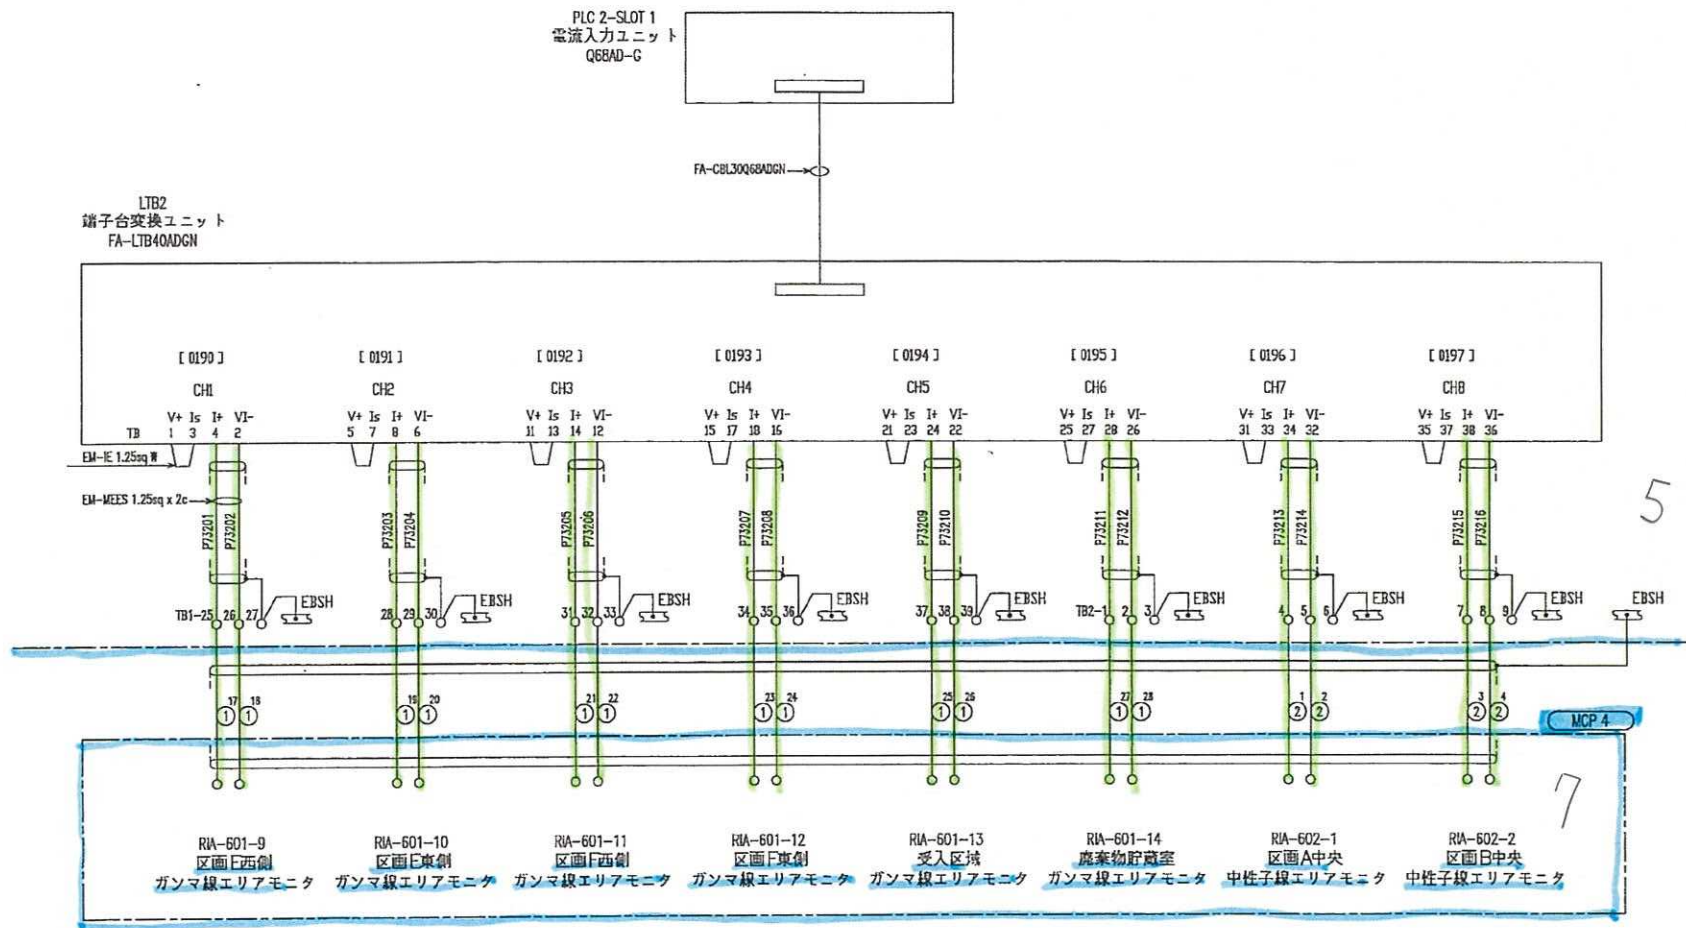 PLC 2-SLOT 1
電流入力ユニット
Q68AD-G
FA-CBL30Q68ADGN
LTB2
端子台変換ユニット
FA-LTB40ADGN
[ 0190 ] [ 0191 ] [ 0192 ] [ 0193 ] [ 0194 ] [ 0195 ] [ 0196 ] [ 0197 ]
CH1 CH2 CH3 CH4 CH5 CH6 CH7 CH8
V+ Is I+ VI- V+ Is I+ VI- V+ Is I+ VI- V+ Is I+ VI- V+ Is I+ VI- V+ Is I+ VI- V+ Is I+ VI- V+ Is I+ VI-
TB 1 3 4 2 5 7 8 6 11 13 14 12 15 17 18 16 21 23 24 22 25 27 28 26 31 33 34 32 35 37 38 36
EM-IE 1.25sq W
EM-MEES 1.25sq x 2c
P73201 P73202 P73203 P73204 P73205 P73206 P73207 P73208 P73209 P73210 P73211 P73212 P73213 P73214 P73215 P73216
5
EBSH EBSH EBSH EBSH EBSH EBSH EBSH EBSH EBSH
TB1-25 26 27 28 29 30 31 32 33 34 35 36 37 38 39 TB2-1 2 3 4 5 6 7 8 9
17 18 19 20 21 22 23 24 25 26 27 28 1 2 3 4
1 1 1 1 1 1 1 1 1 1 1 1 2 2 2 2
MCP 4
7
RIA-601-9 RIA-601-10 RIA-601-11 RIA-601-12 RIA-601-13 RIA-601-14 RIA-602-1 RIA-602-2
区画E西側 区画E東側 区画F西側 区画F東側 受入区域 廃棄物貯蔵室 区画A中央 区画B中央
ガンマ線エリアモニタ ガンマ線エリアモニタ ガンマ線エリアモニタ ガンマ線エリアモニタ ガンマ線エリアモニタ ガンマ線エリアモニタ 中性子線エリアモニタ 中性子線エリアモニタ